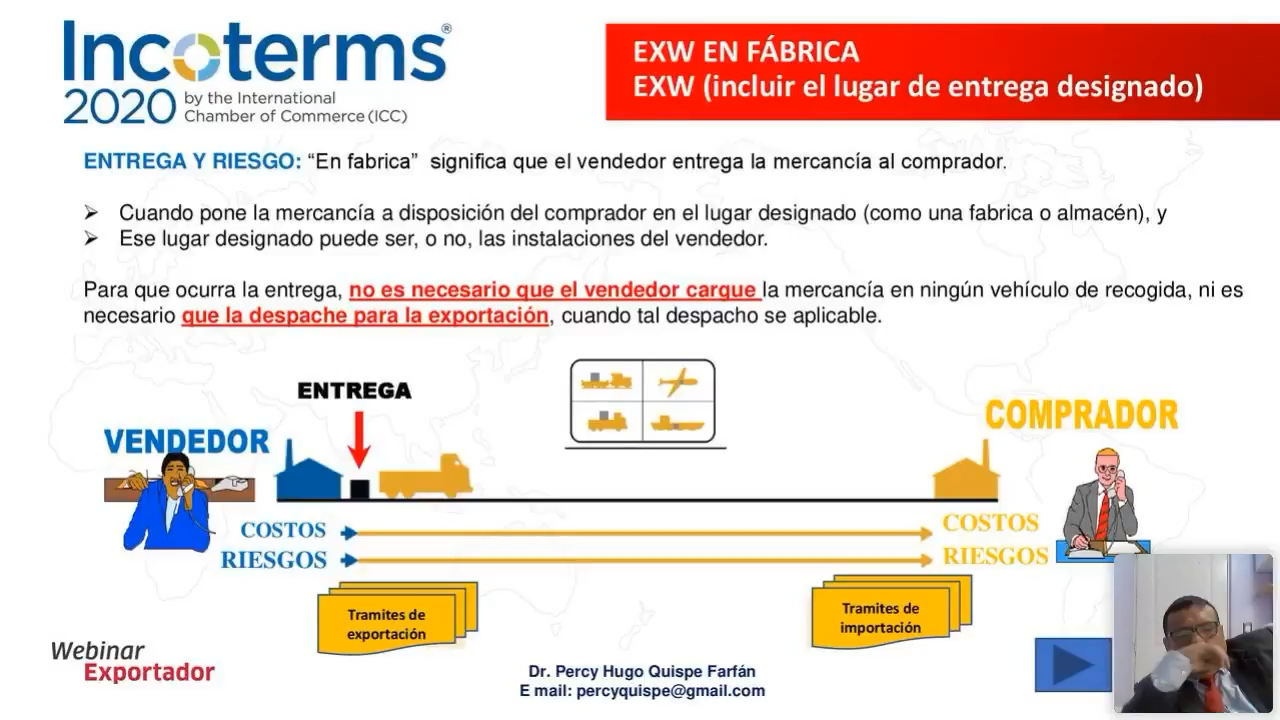 Incoterms®
2020 by the International
Chamber of Commerce (ICC)
EXW EN FÁBRICA
EXW (incluir el lugar de entrega designado)
ENTREGA Y RIESGO: “En fabrica” significa que el vendedor entrega la mercancía al comprador.
➢ Cuando pone la mercancía a disposición del comprador en el lugar designado (como una fabrica o almacén), y
➢ Ese lugar designado puede ser, o no, las instalaciones del vendedor.
Para que ocurra la entrega, no es necesario que el vendedor cargue la mercancía en ningún vehículo de recogida, ni es
necesario que la despache para la exportación, cuando tal despacho se aplicable.
ENTREGA
VENDEDOR
COMPRADOR
COSTOS
COSTOS
RIESGOS
RIESGOS
Tramites de
exportación
Tramites de
importación
Webinar
Exportador
Dr. Percy Hugo Quispe Farfán
E mail: percyquispe@gmail.com